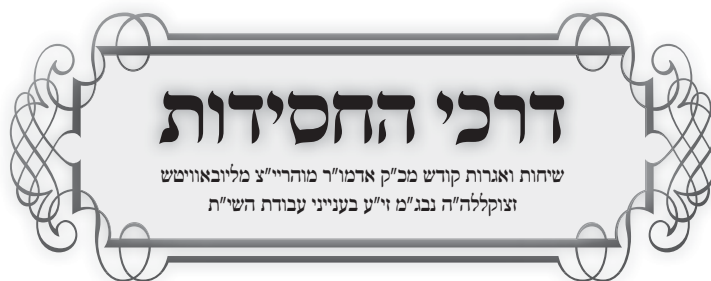 דרכי החסידות
שיחות ואגרות קודש מכ"ק אדמו"ר מוהריי"צ מליובאוויטש
זצוקללה"ה נבג"מ זי"ע בענייני עבודת השי"ת